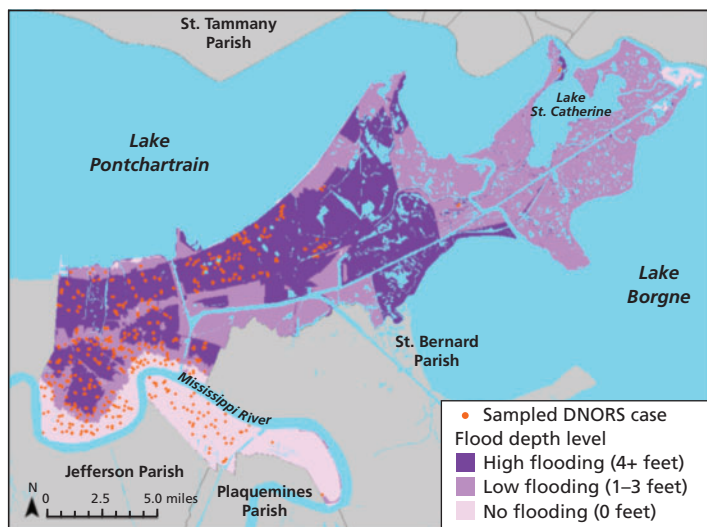 St. Tammany
Parish
Lake
St. Catherine
Lake
Pontchartrain
Lake
Borgne
St. Bernard
Parish
Mississippi River
Jefferson Parish
Plaquemines
Parish
N
0 2.5 5.0 miles
Sampled DNORS case
Flood depth level
High flooding (4+ feet)
Low flooding (1–3 feet)
No flooding (0 feet)